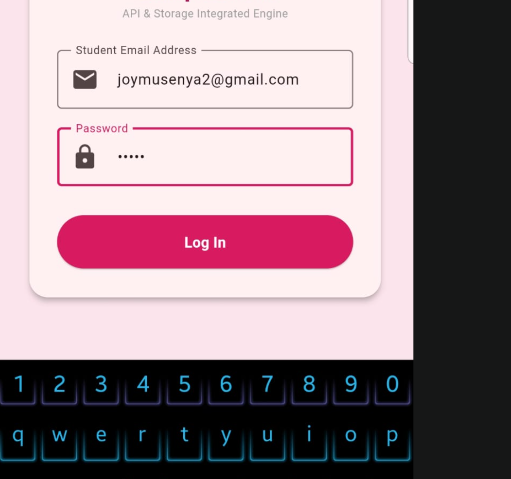 API & Storage Integrated Engine
Student Email Address
joymusenya2@gmail.com
Password
•••••
Log In
1 2 3 4 5 6 7 8 9 0
q w e r t y u i o p